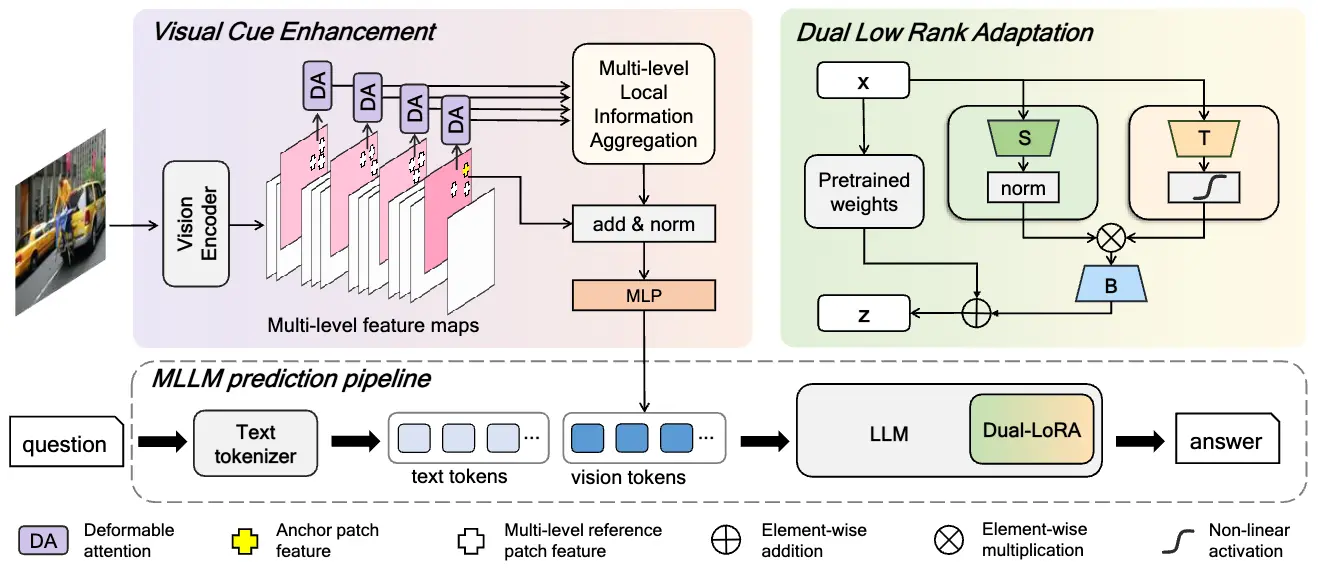 Visual Cue Enhancement
DA
DA
DA
DA
Multi-level
Local
Information
Aggregation
Vision
Encoder
add & norm
MLP
Multi-level feature maps
Dual Low Rank Adaptation
x
S
T
Pretrained
weights
norm
B
z
MLLM prediction pipeline
question
Text
tokenizer
...
text tokens
...
vision tokens
LLM
Dual-LoRA
answer
DA
Deformable
attention
Anchor patch
feature
Multi-level reference
patch feature
Element-wise
addition
Element-wise
multiplication
Non-linear
activation